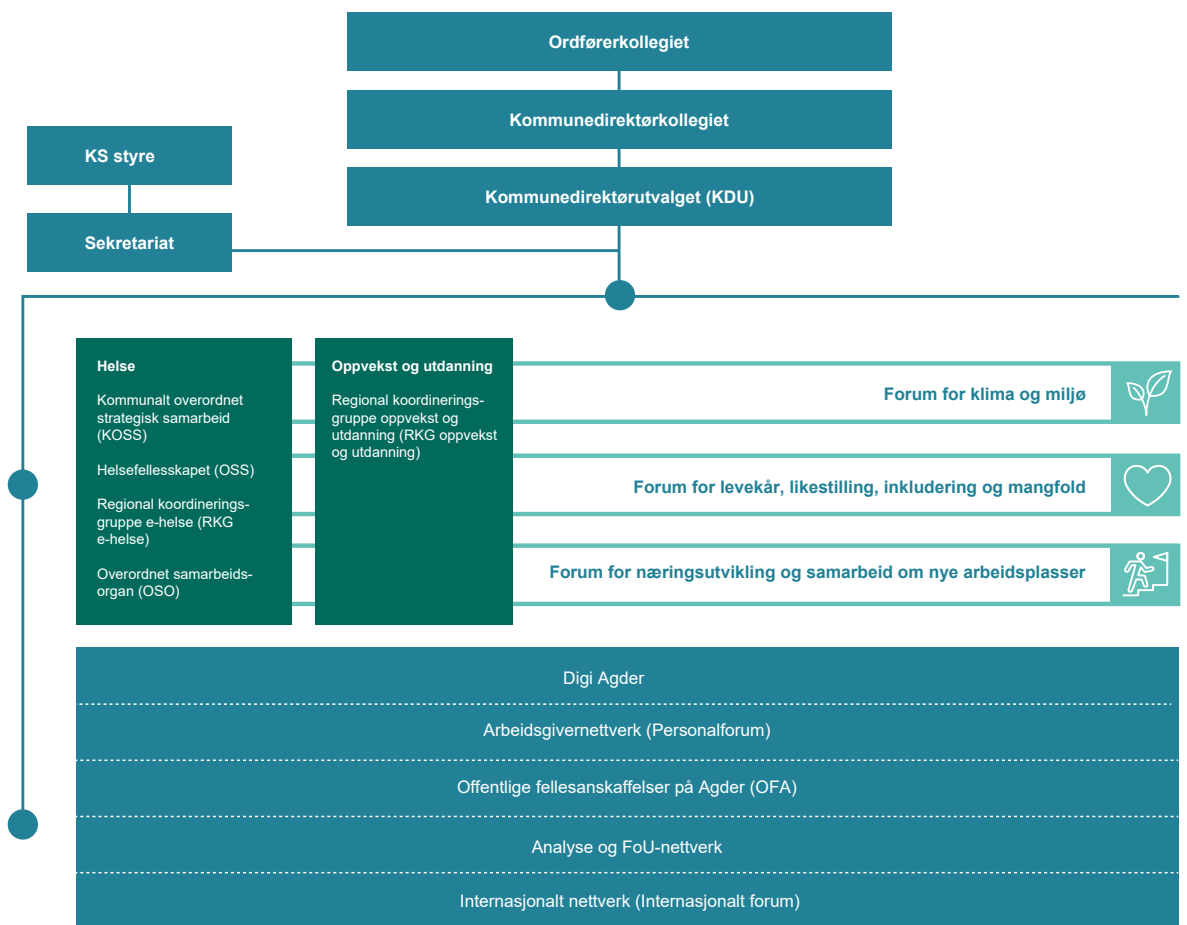 Ordførerkollegiet
Kommunedirektørkollegiet
Kommunedirektørutvalget (KDU)
KS styre
Sekretariat
Helse
Kommunalt overordnet
strategisk samarbeid
(KOSS)
Helsefellesskapet (OSS)
Regional koordinerings-
gruppe e-helse (RKG
e-helse)
Overordnet samarbeids-
organ (OSO)
Oppvekst og utdanning
Regional koordinerings-
gruppe oppvekst og
utdanning (RKG oppvekst
og utdanning)
Forum for klima og miljø
Forum for levekår, likestilling, inkludering og mangfold
Forum for næringsutvikling og samarbeid om nye arbeidsplasser
Digi Agder
Arbeidsgivernettverk (Personalforum)
Offentlige fellesanskaffelser på Agder (OFA)
Analyse og FoU-nettverk
Internasjonalt nettverk (Internasjonalt forum)